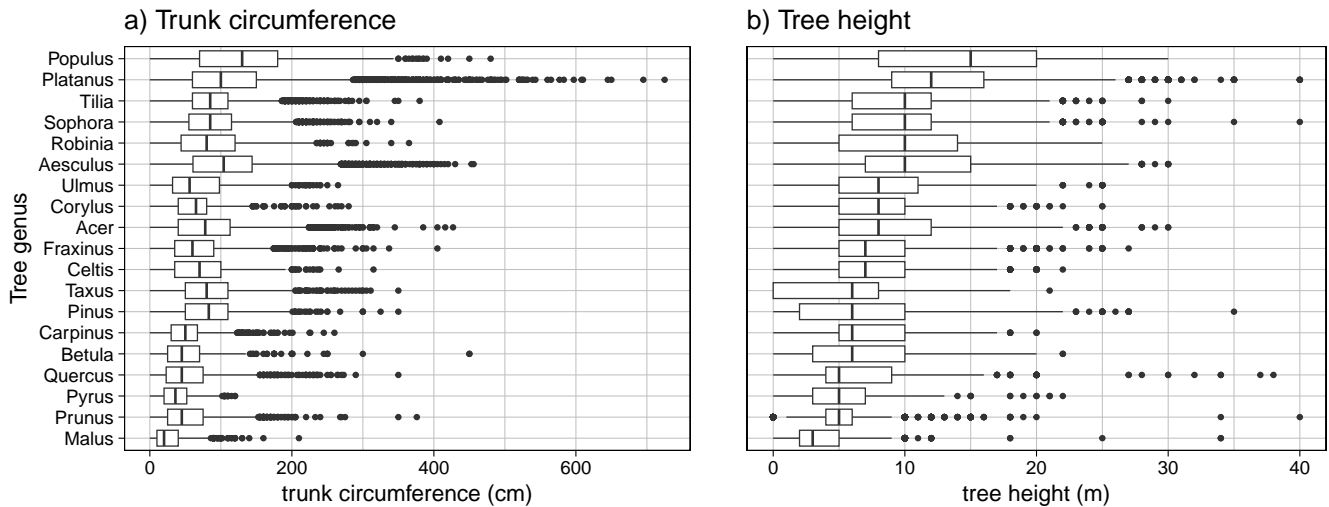 a) Trunk circumference
b) Tree height
Tree genus
Populus
Platanus
Tilia
Sophora
Robinia
Aesculus
Ulmus
Corylus
Acer
Fraxinus
Celtis
Taxus
Pinus
Carpinus
Betula
Quercus
Pyrus
Prunus
Malus
0 200 400 600
trunk circumference (cm)
0 10 20 30 40
tree height (m)